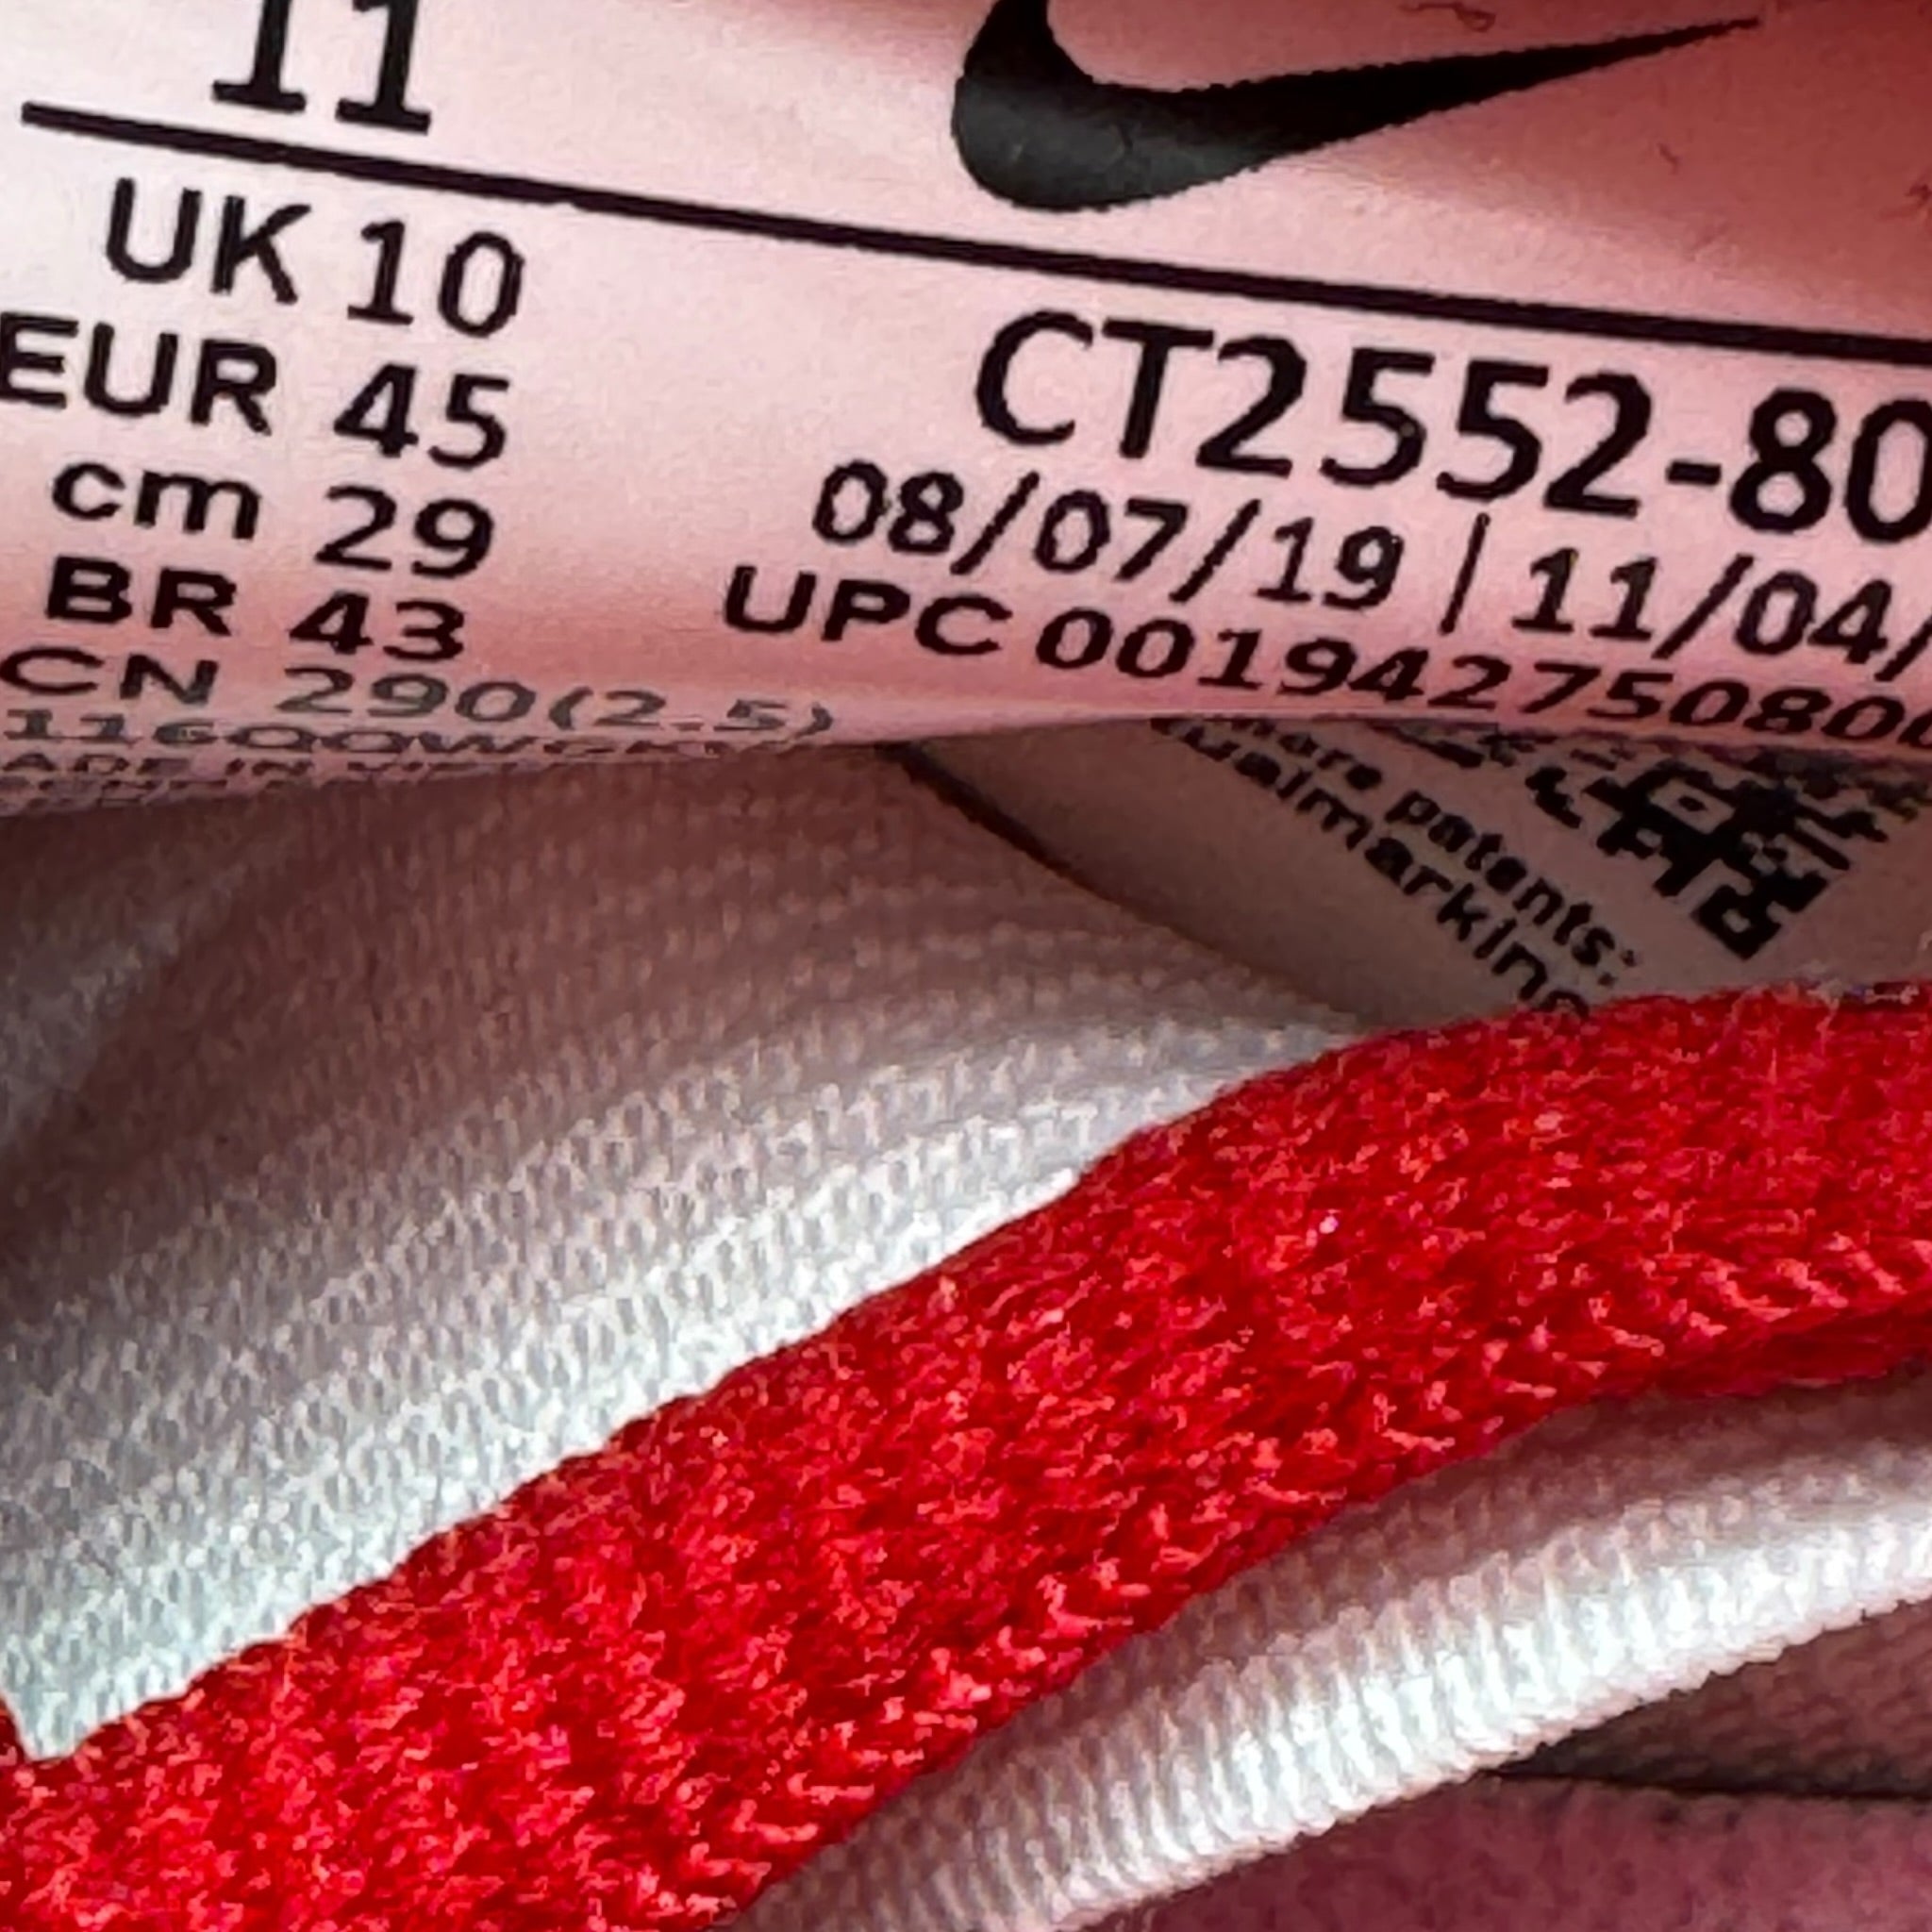 11
UK 10
EUR 45
cm 29
BR 43
CN 290(2.5)
CT2552-80
08/07/19 | 11/04/
UPC 0019427508
more patents: